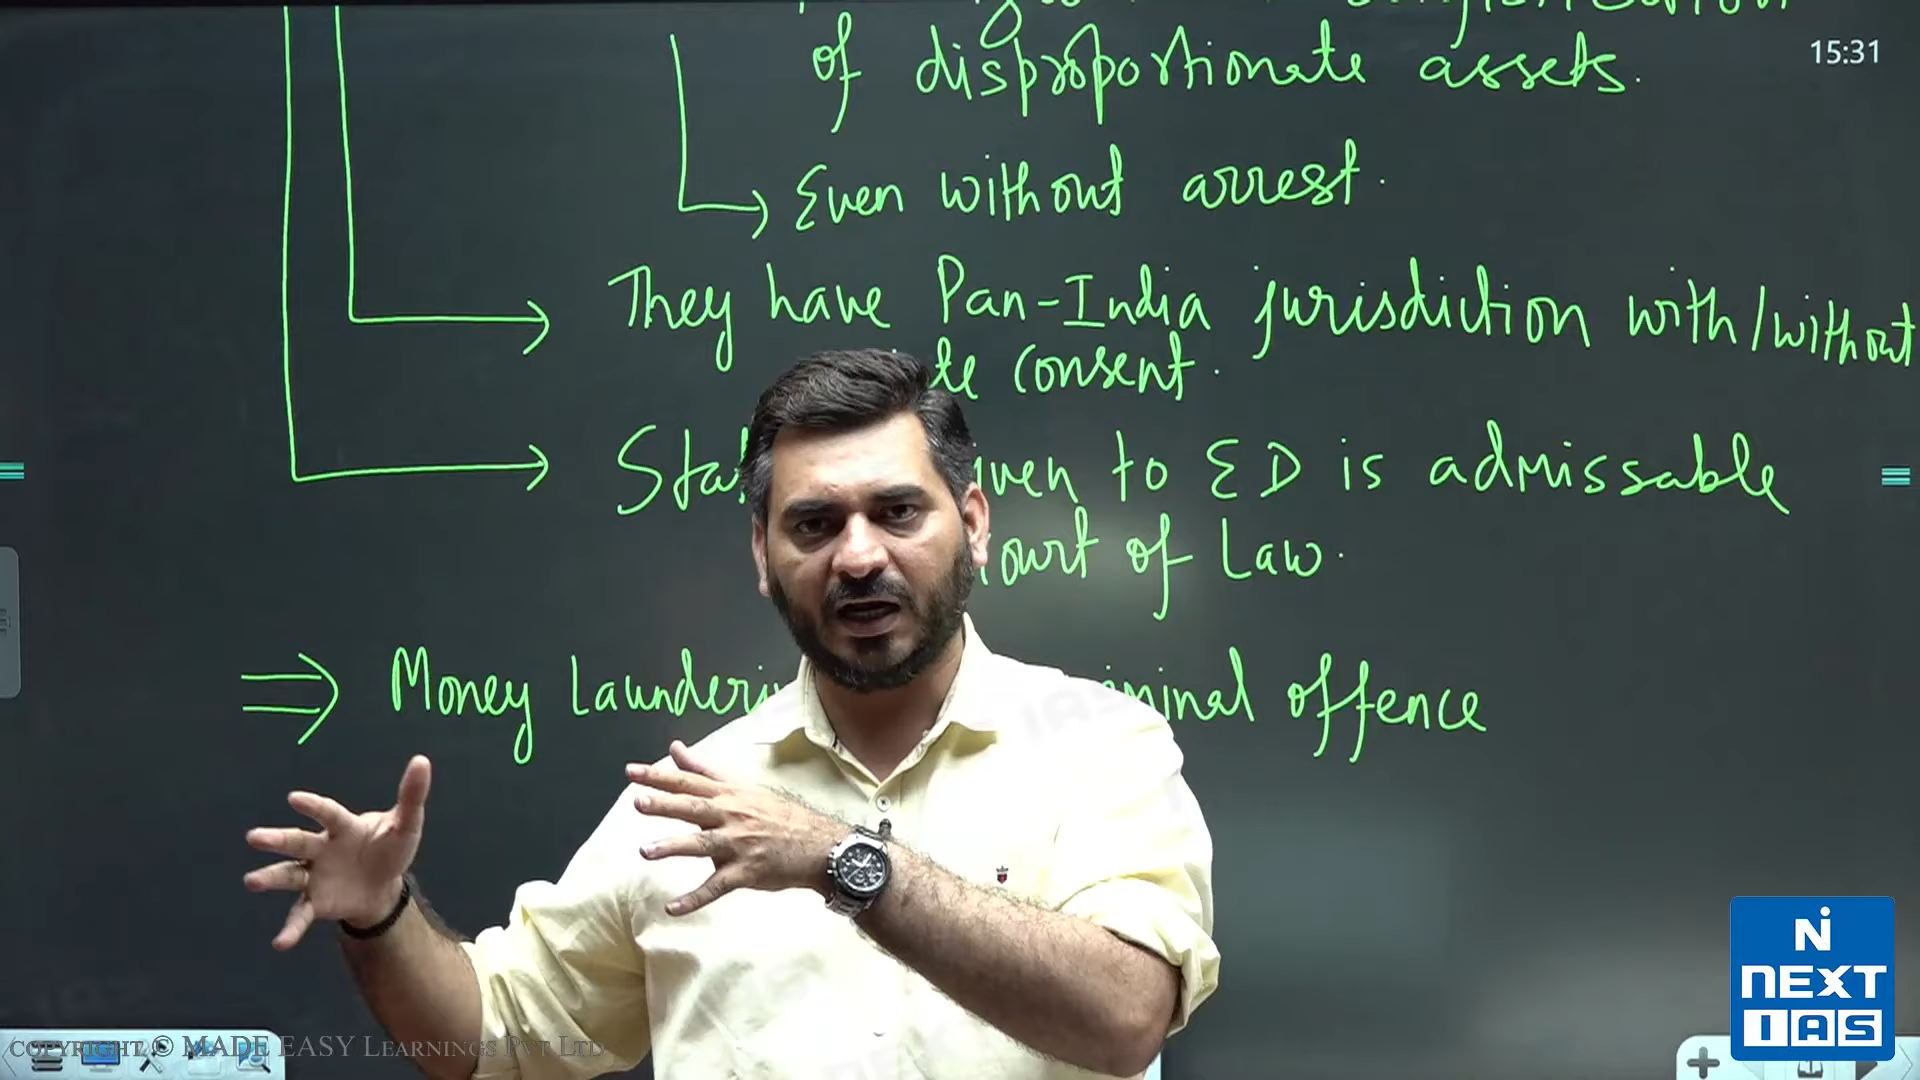 15:31
of disproportionate assets.
Even without arrest.
They have Pan-India jurisdiction with/without
consent.
to ED is admissable
of Law.
Money offence
NEXT
IAS
COPYRIGHT © MADE EASY LEARNINGS PVT LTD